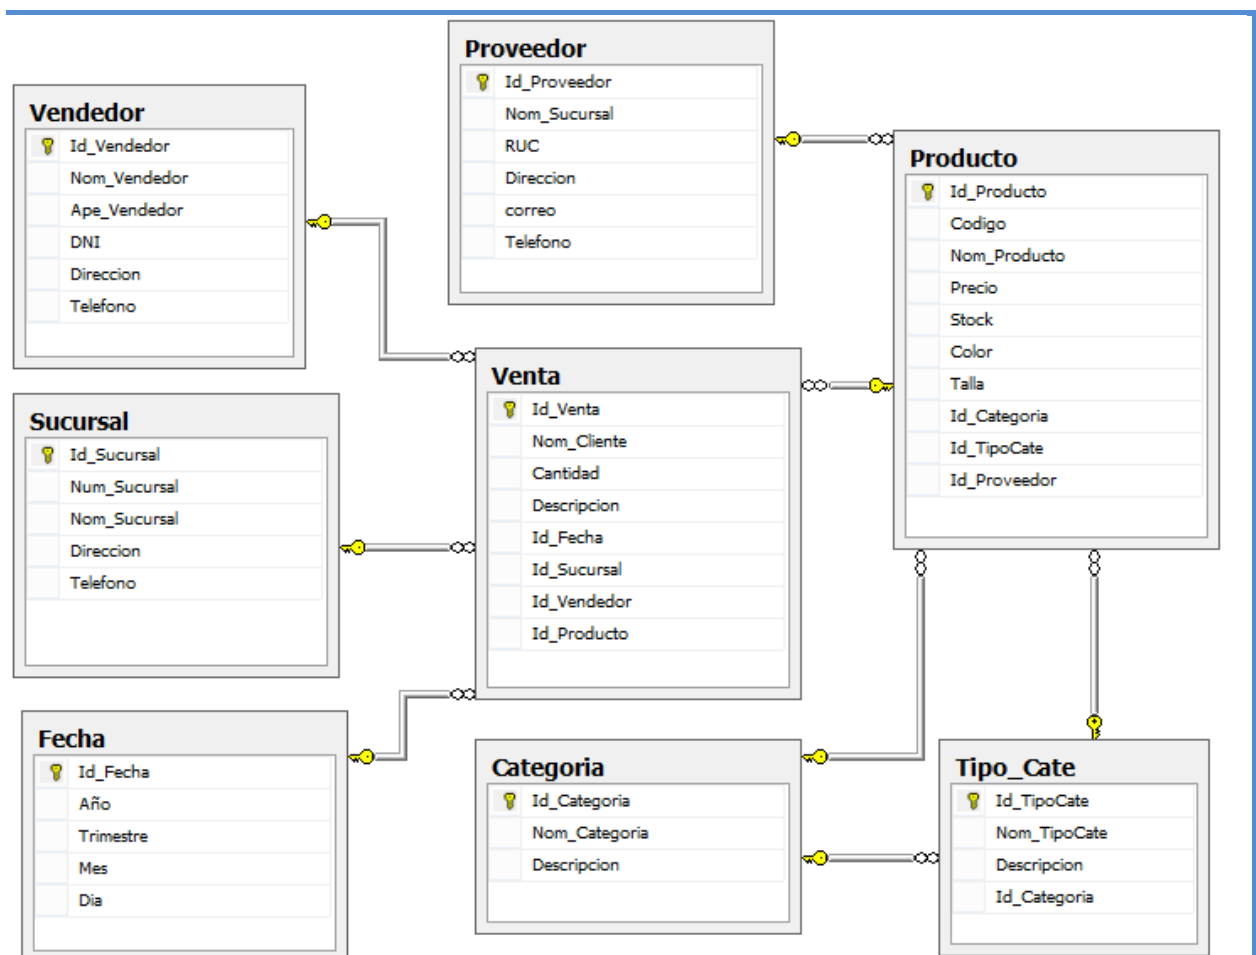 Proveedor
Id_Proveedor
Nom_Sucursal
RUC
Direccion
correo
Telefono
Vendedor
Id_Vendedor
Nom_Vendedor
Ape_Vendedor
DNI
Direccion
Telefono
Producto
Id_Producto
Codigo
Nom_Producto
Precio
Stock
Color
Talla
Id_Categoria
Id_TipoCate
Id_Proveedor
Venta
Id_Venta
Nom_Cliente
Cantidad
Descripcion
Id_Fecha
Id_Sucursal
Id_Vendedor
Id_Producto
Sucursal
Id_Sucursal
Num_Sucursal
Nom_Sucursal
Direccion
Telefono
Fecha
Id_Fecha
Año
Trimestre
Mes
Dia
Categoria
Id_Categoria
Nom_Categoria
Descripcion
Tipo_Cate
Id_TipoCate
Nom_TipoCate
Descripcion
Id_Categoria